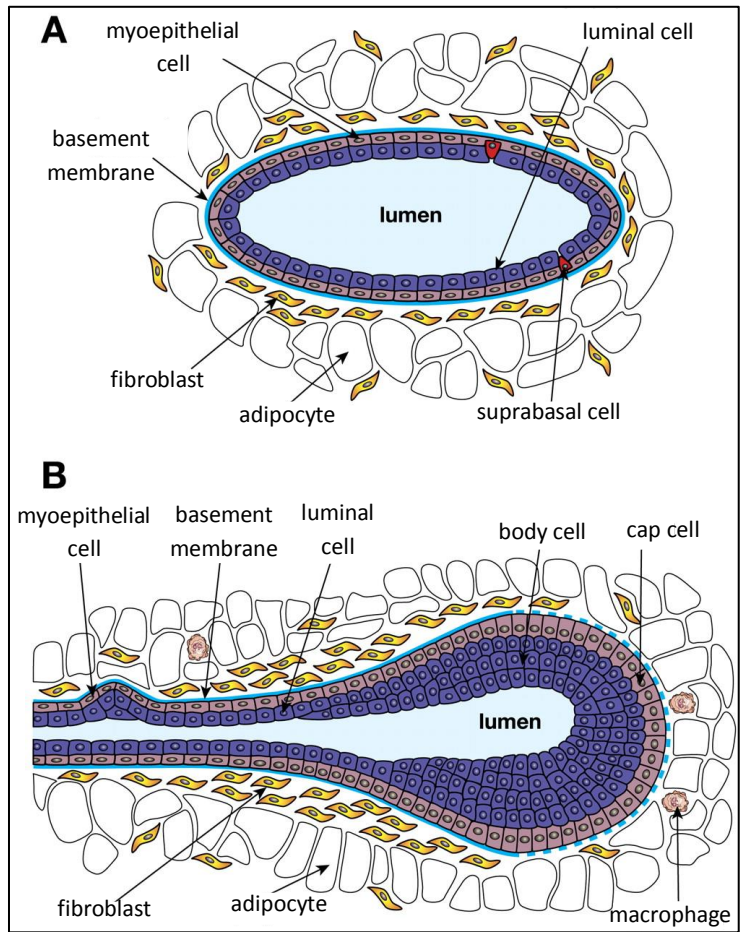 A
myoepithelial
cell
luminal cell
basement
membrane
lumen
fibroblast
adipocyte
suprabasal cell
B
myoepithelial
cell
basement
membrane
luminal
cell
body cell
cap cell
lumen
fibroblast
adipocyte
macrophage